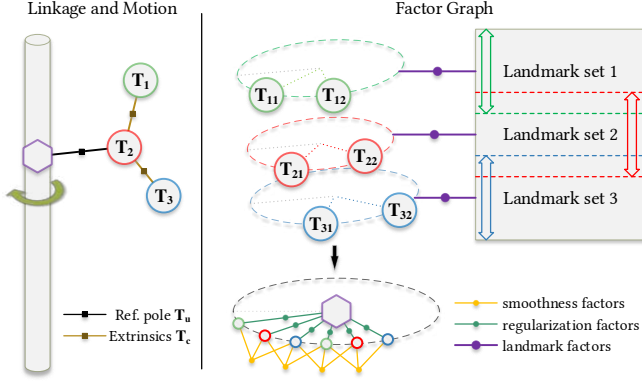 Linkage and Motion
T1
T2
T3
Ref. pole Tu
Extrinsics Tc
Factor Graph
T11
T12
Landmark set 1
T21
T22
Landmark set 2
T31
T32
Landmark set 3
smoothness factors
regularization factors
landmark factors